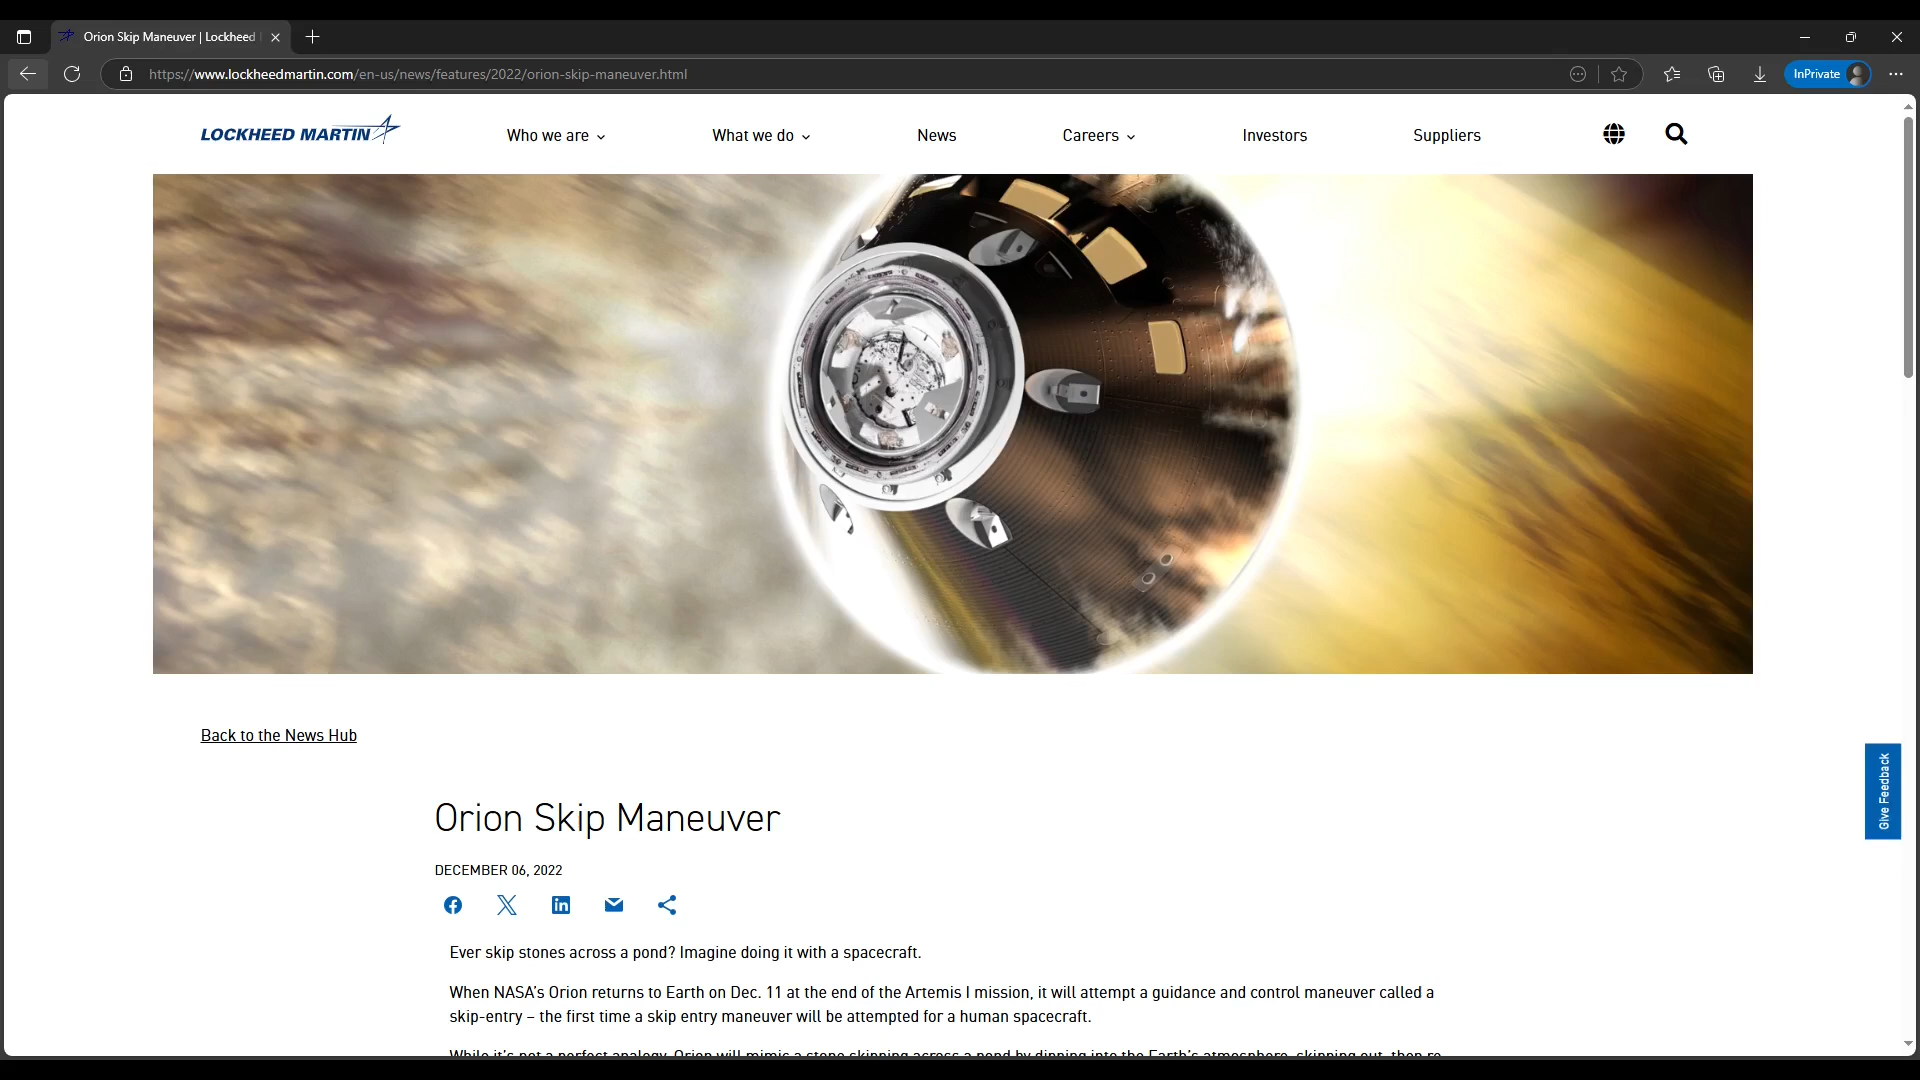 Orion Skip Maneuver | Lockheed
https://www.lockheedmartin.com/en-us/news/features/2022/orion-skip-maneuver.html
InPrivate
LOCKHEED MARTIN
Who we are
What we do
News
Careers
Investors
Suppliers
Back to the News Hub
Give Feedback
Orion Skip Maneuver
DECEMBER 06, 2022
Ever skip stones across a pond? Imagine doing it with a spacecraft.
When NASA's Orion returns to Earth on Dec. 11 at the end of the Artemis I mission, it will attempt a guidance and control maneuver called a
skip-entry – the first time a skip entry maneuver will be attempted for a human spacecraft.
While it's not a perfect analogy, Orion will mimic a stone skipping across a pond by dipping into the Earth's atmosphere, skipping out, then re